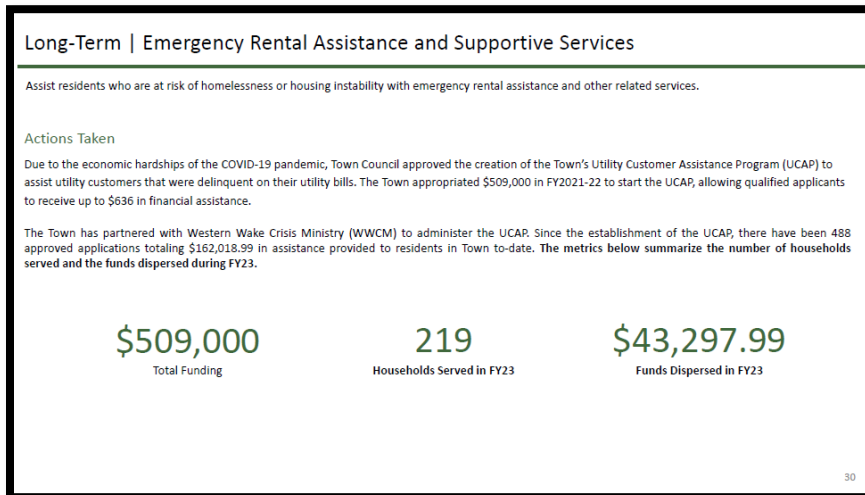 Long-Term | Emergency Rental Assistance and Supportive Services
Assist residents who are at risk of homelessness or housing instability with emergency rental assistance and other related services.
Actions Taken
Due to the economic hardships of the COVID-19 pandemic, Town Council approved the creation of the Town's Utility Customer Assistance Program (UCAP) to
assist utility customers that were delinquent on their utility bills. The Town appropriated $509,000 in FY2021-22 to start the UCAP, allowing qualified applicants
to receive up to $636 in financial assistance.
The Town has partnered with Western Wake Crisis Ministry (WWCM) to administer the UCAP. Since the establishment of the UCAP, there have been 488
approved applications totaling $162,018.99 in assistance provided to residents in Town to-date. The metrics below summarize the number of households
served and the funds dispersed during FY23.
$509,000
Total Funding
219
Households Served in FY23
$43,297.99
Funds Dispersed in FY23
30